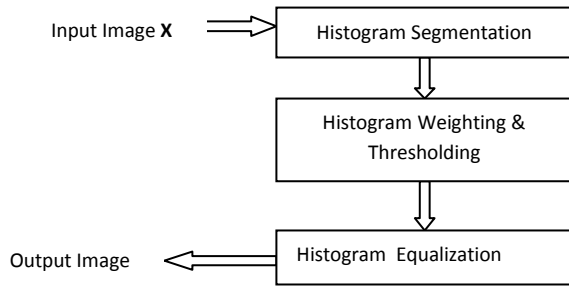 Input Image X
Histogram Segmentation
Histogram Weighting &
Thresholding
Histogram Equalization
Output Image